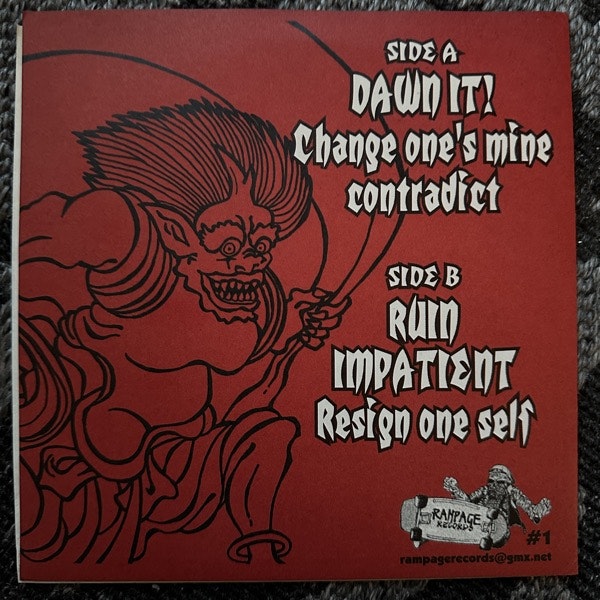 SIDE A
DAWN IT!
Change one's mine
contradict
SIDE B
RUIN
IMPATIENT
Resign one self
RAMPAGE
RECORDS
#1
rampagerecords@gmx.net